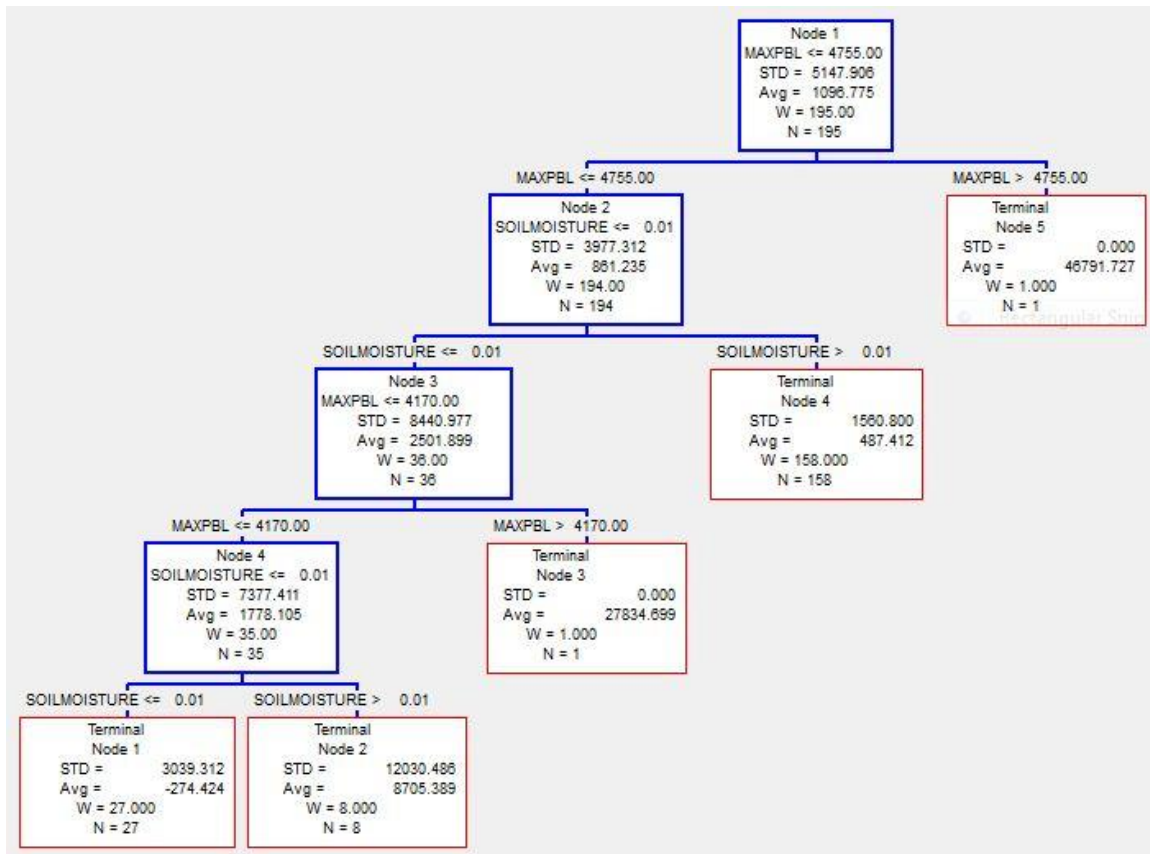 Node 1
MAXPBL <= 4755.00
STD = 5147.906
Avg = 1096.775
W = 195.00
N = 195
MAXPBL <= 4755.00
MAXPBL > 4755.00
Node 2
SOILMOISTURE <= 0.01
STD = 3977.312
Avg = 861.235
W = 194.00
N = 194
Terminal
Node 5
STD = 0.000
Avg = 46791.727
W = 1.000
N = 1
Rectangular Snip
SOILMOISTURE <= 0.01
SOILMOISTURE > 0.01
Node 3
MAXPBL <= 4170.00
STD = 8440.977
Avg = 2501.899
W = 36.00
N = 36
Terminal
Node 4
STD = 1560.800
Avg = 487.412
W = 158.000
N = 158
MAXPBL <= 4170.00
MAXPBL > 4170.00
Node 4
SOILMOISTURE <= 0.01
STD = 7377.411
Avg = 1778.105
W = 35.00
N = 35
Terminal
Node 3
STD = 0.000
Avg = 27834.699
W = 1.000
N = 1
SOILMOISTURE <= 0.01
SOILMOISTURE > 0.01
Terminal
Node 1
STD = 3039.312
Avg = -274.424
W = 27.000
N = 27
Terminal
Node 2
STD = 12030.486
Avg = 8705.389
W = 8.000
N = 8